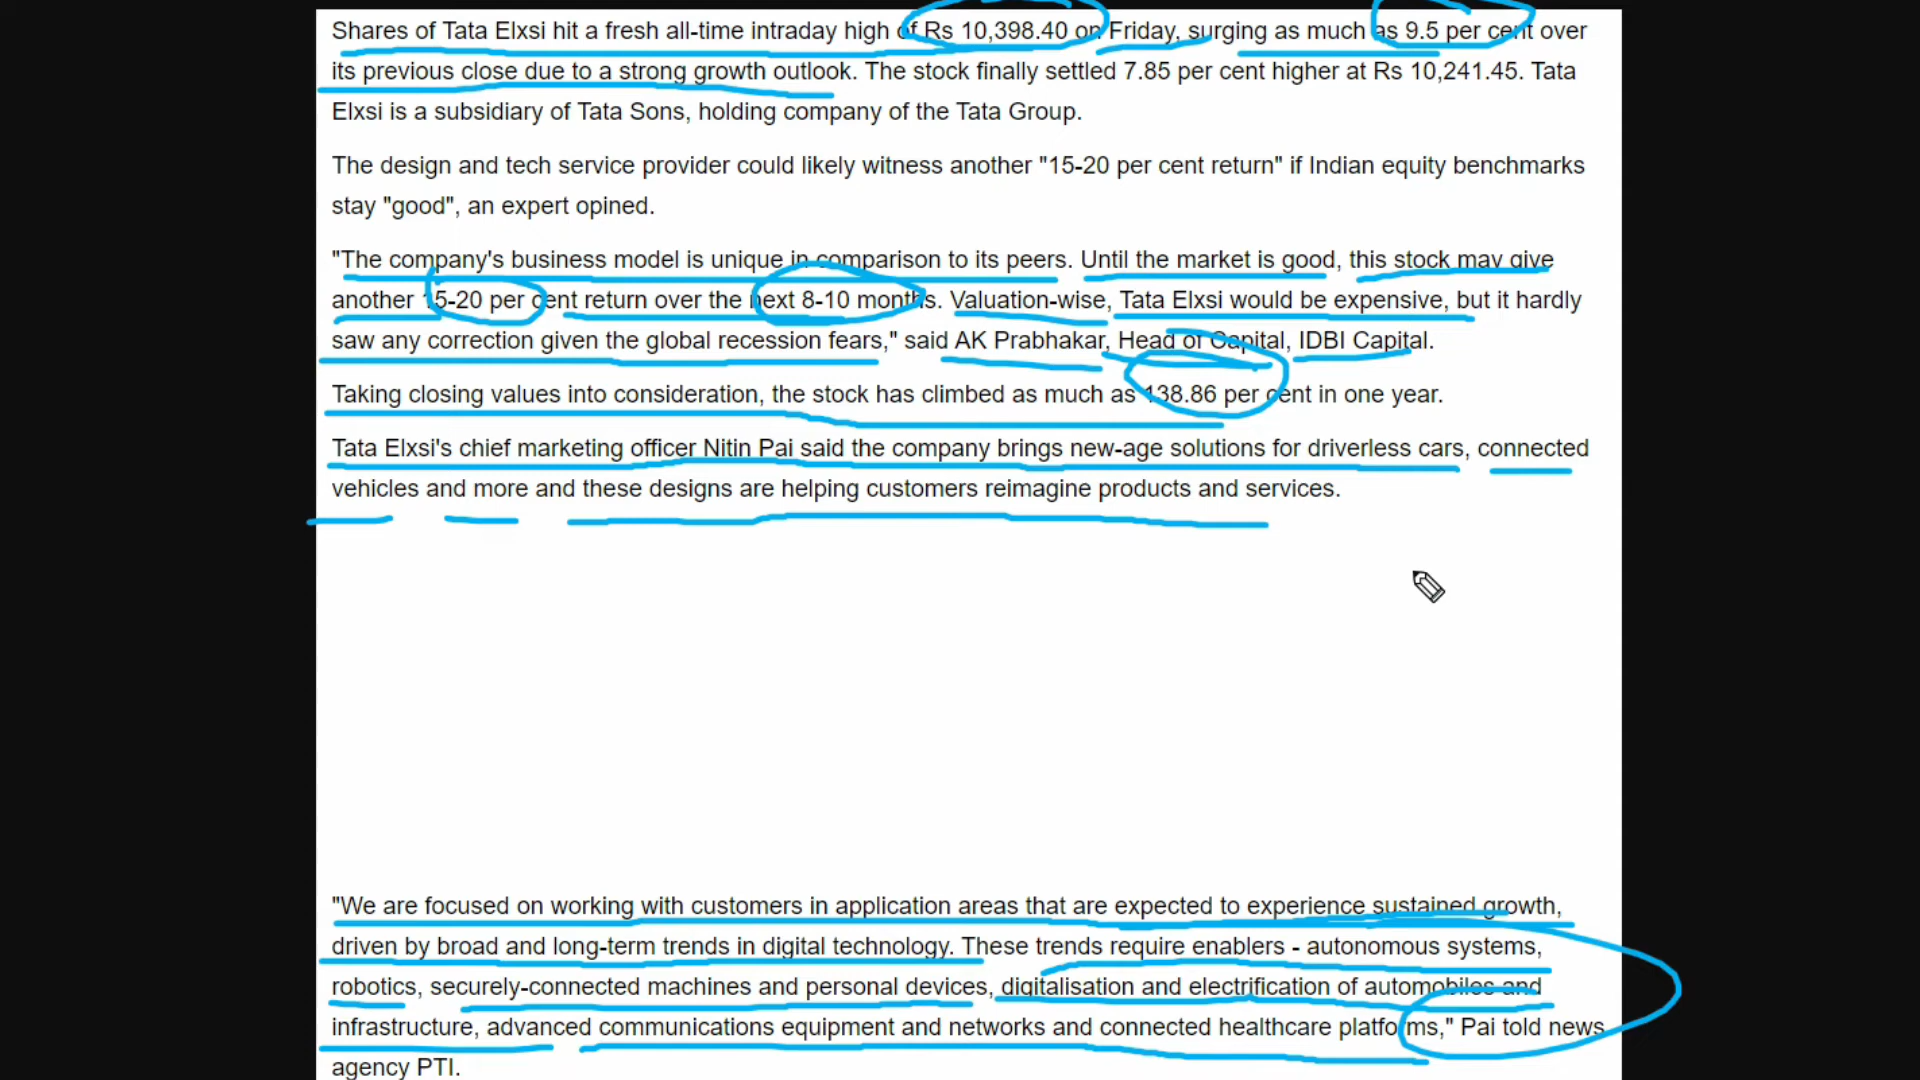 Shares of Tata Elxsi hit a fresh all-time intraday high of Rs 10,398.40 on Friday, surging as much as 9.5 per cent over
its previous close due to a strong growth outlook. The stock finally settled 7.85 per cent higher at Rs 10,241.45. Tata
Elxsi is a subsidiary of Tata Sons, holding company of the Tata Group.
The design and tech service provider could likely witness another "15-20 per cent return" if Indian equity benchmarks
stay "good", an expert opined.
"The company's business model is unique in comparison to its peers. Until the market is good, this stock may give
another 15-20 per cent return over the next 8-10 months. Valuation-wise, Tata Elxsi would be expensive, but it hardly
saw any correction given the global recession fears," said AK Prabhakar, Head of Capital, IDBI Capital.
Taking closing values into consideration, the stock has climbed as much as 138.86 per cent in one year.
Tata Elxsi's chief marketing officer Nitin Pai said the company brings new-age solutions for driverless cars, connected
vehicles and more and these designs are helping customers reimagine products and services.
"We are focused on working with customers in application areas that are expected to experience sustained growth,
driven by broad and long-term trends in digital technology. These trends require enablers - autonomous systems,
robotics, securely-connected machines and personal devices, digitalisation and electrification of automobiles and
infrastructure, advanced communications equipment and networks and connected healthcare platforms," Pai told news
agency PTI.